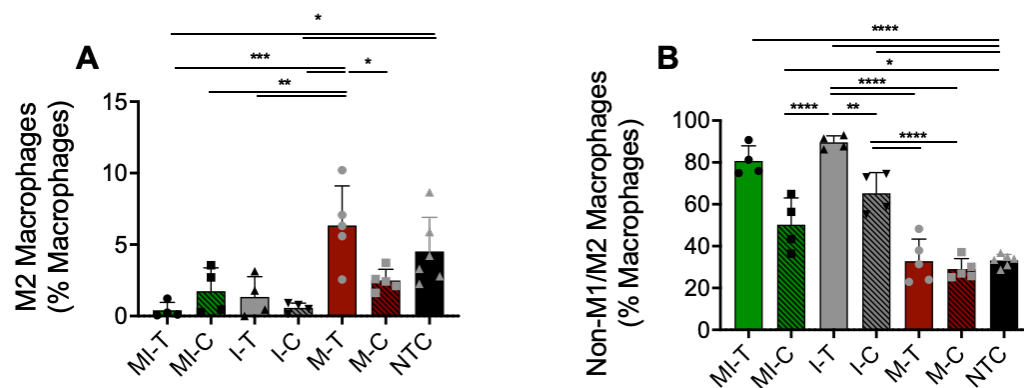 A
*
***
*
**
M2 Macrophages
(% Macrophages)
15
10
5
0
MI-T
MI-C
I-T
I-C
M-T
M-C
NTC
B
****
*
****
****
**
****
Non-M1/M2 Macrophages
(% Macrophages)
100
80
60
40
20
0
MI-T
MI-C
I-T
I-C
M-T
M-C
NTC